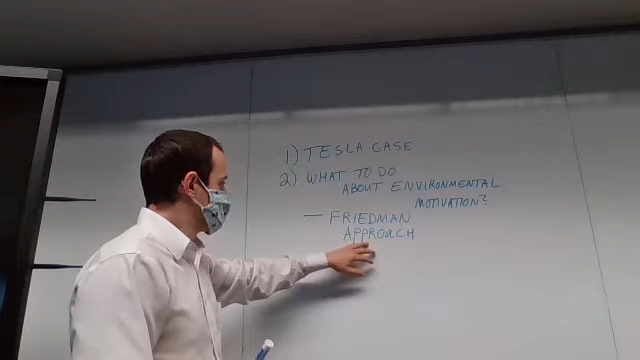 1) TESLA CASE
2) WHAT TO DO
ABOUT ENVIRONMENTAL
MOTIVATION?
— FRIEDMAN
APPROACH